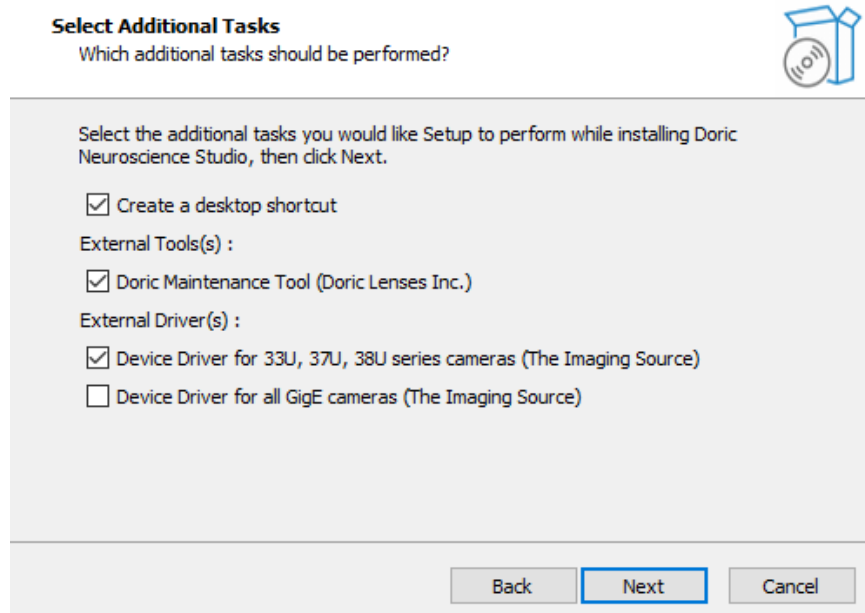 Select Additional Tasks
Which additional tasks should be performed?
Select the additional tasks you would like Setup to perform while installing Doric
Neuroscience Studio, then click Next.
Create a desktop shortcut
External Tools(s) :
Doric Maintenance Tool (Doric Lenses Inc.)
External Driver(s) :
Device Driver for 33U, 37U, 38U series cameras (The Imaging Source)
Device Driver for all GigE cameras (The Imaging Source)
Back Next Cancel